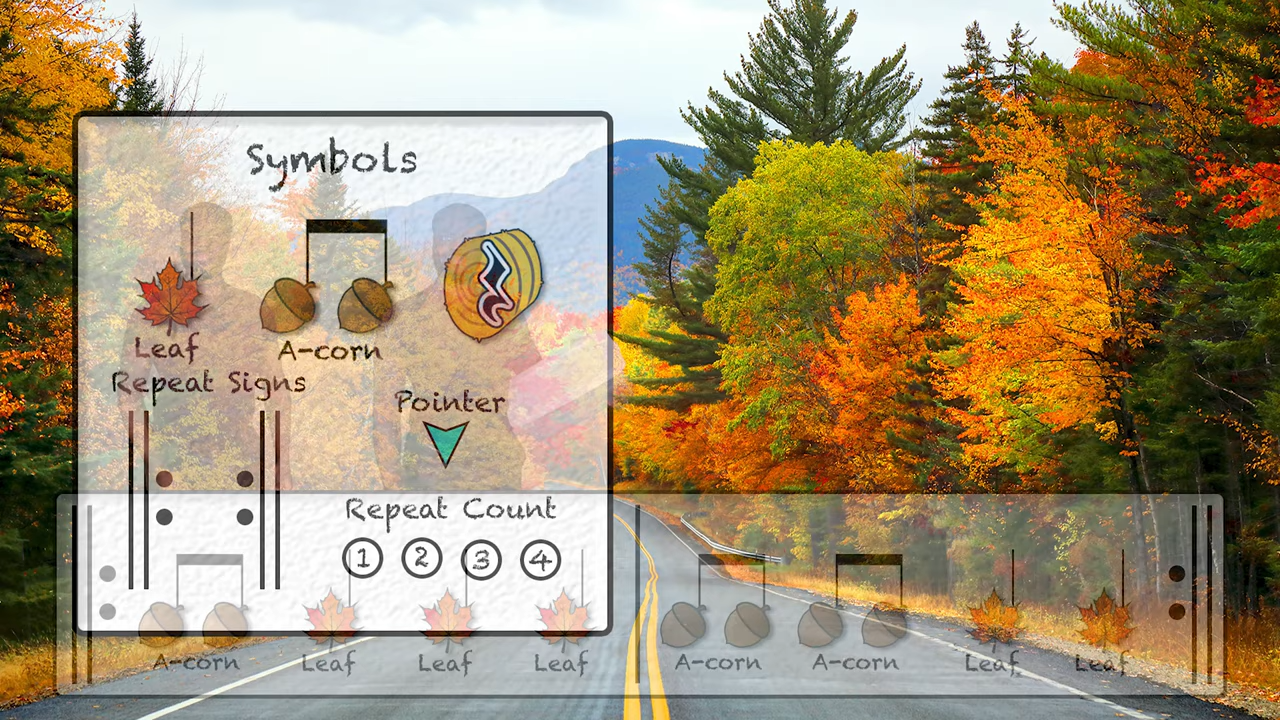 Symbols
Leaf
A-corn
Repeat Signs
Pointer
Repeat Count
1 2 3 4
A-corn Leaf Leaf Leaf A-corn A-corn Leaf Leaf